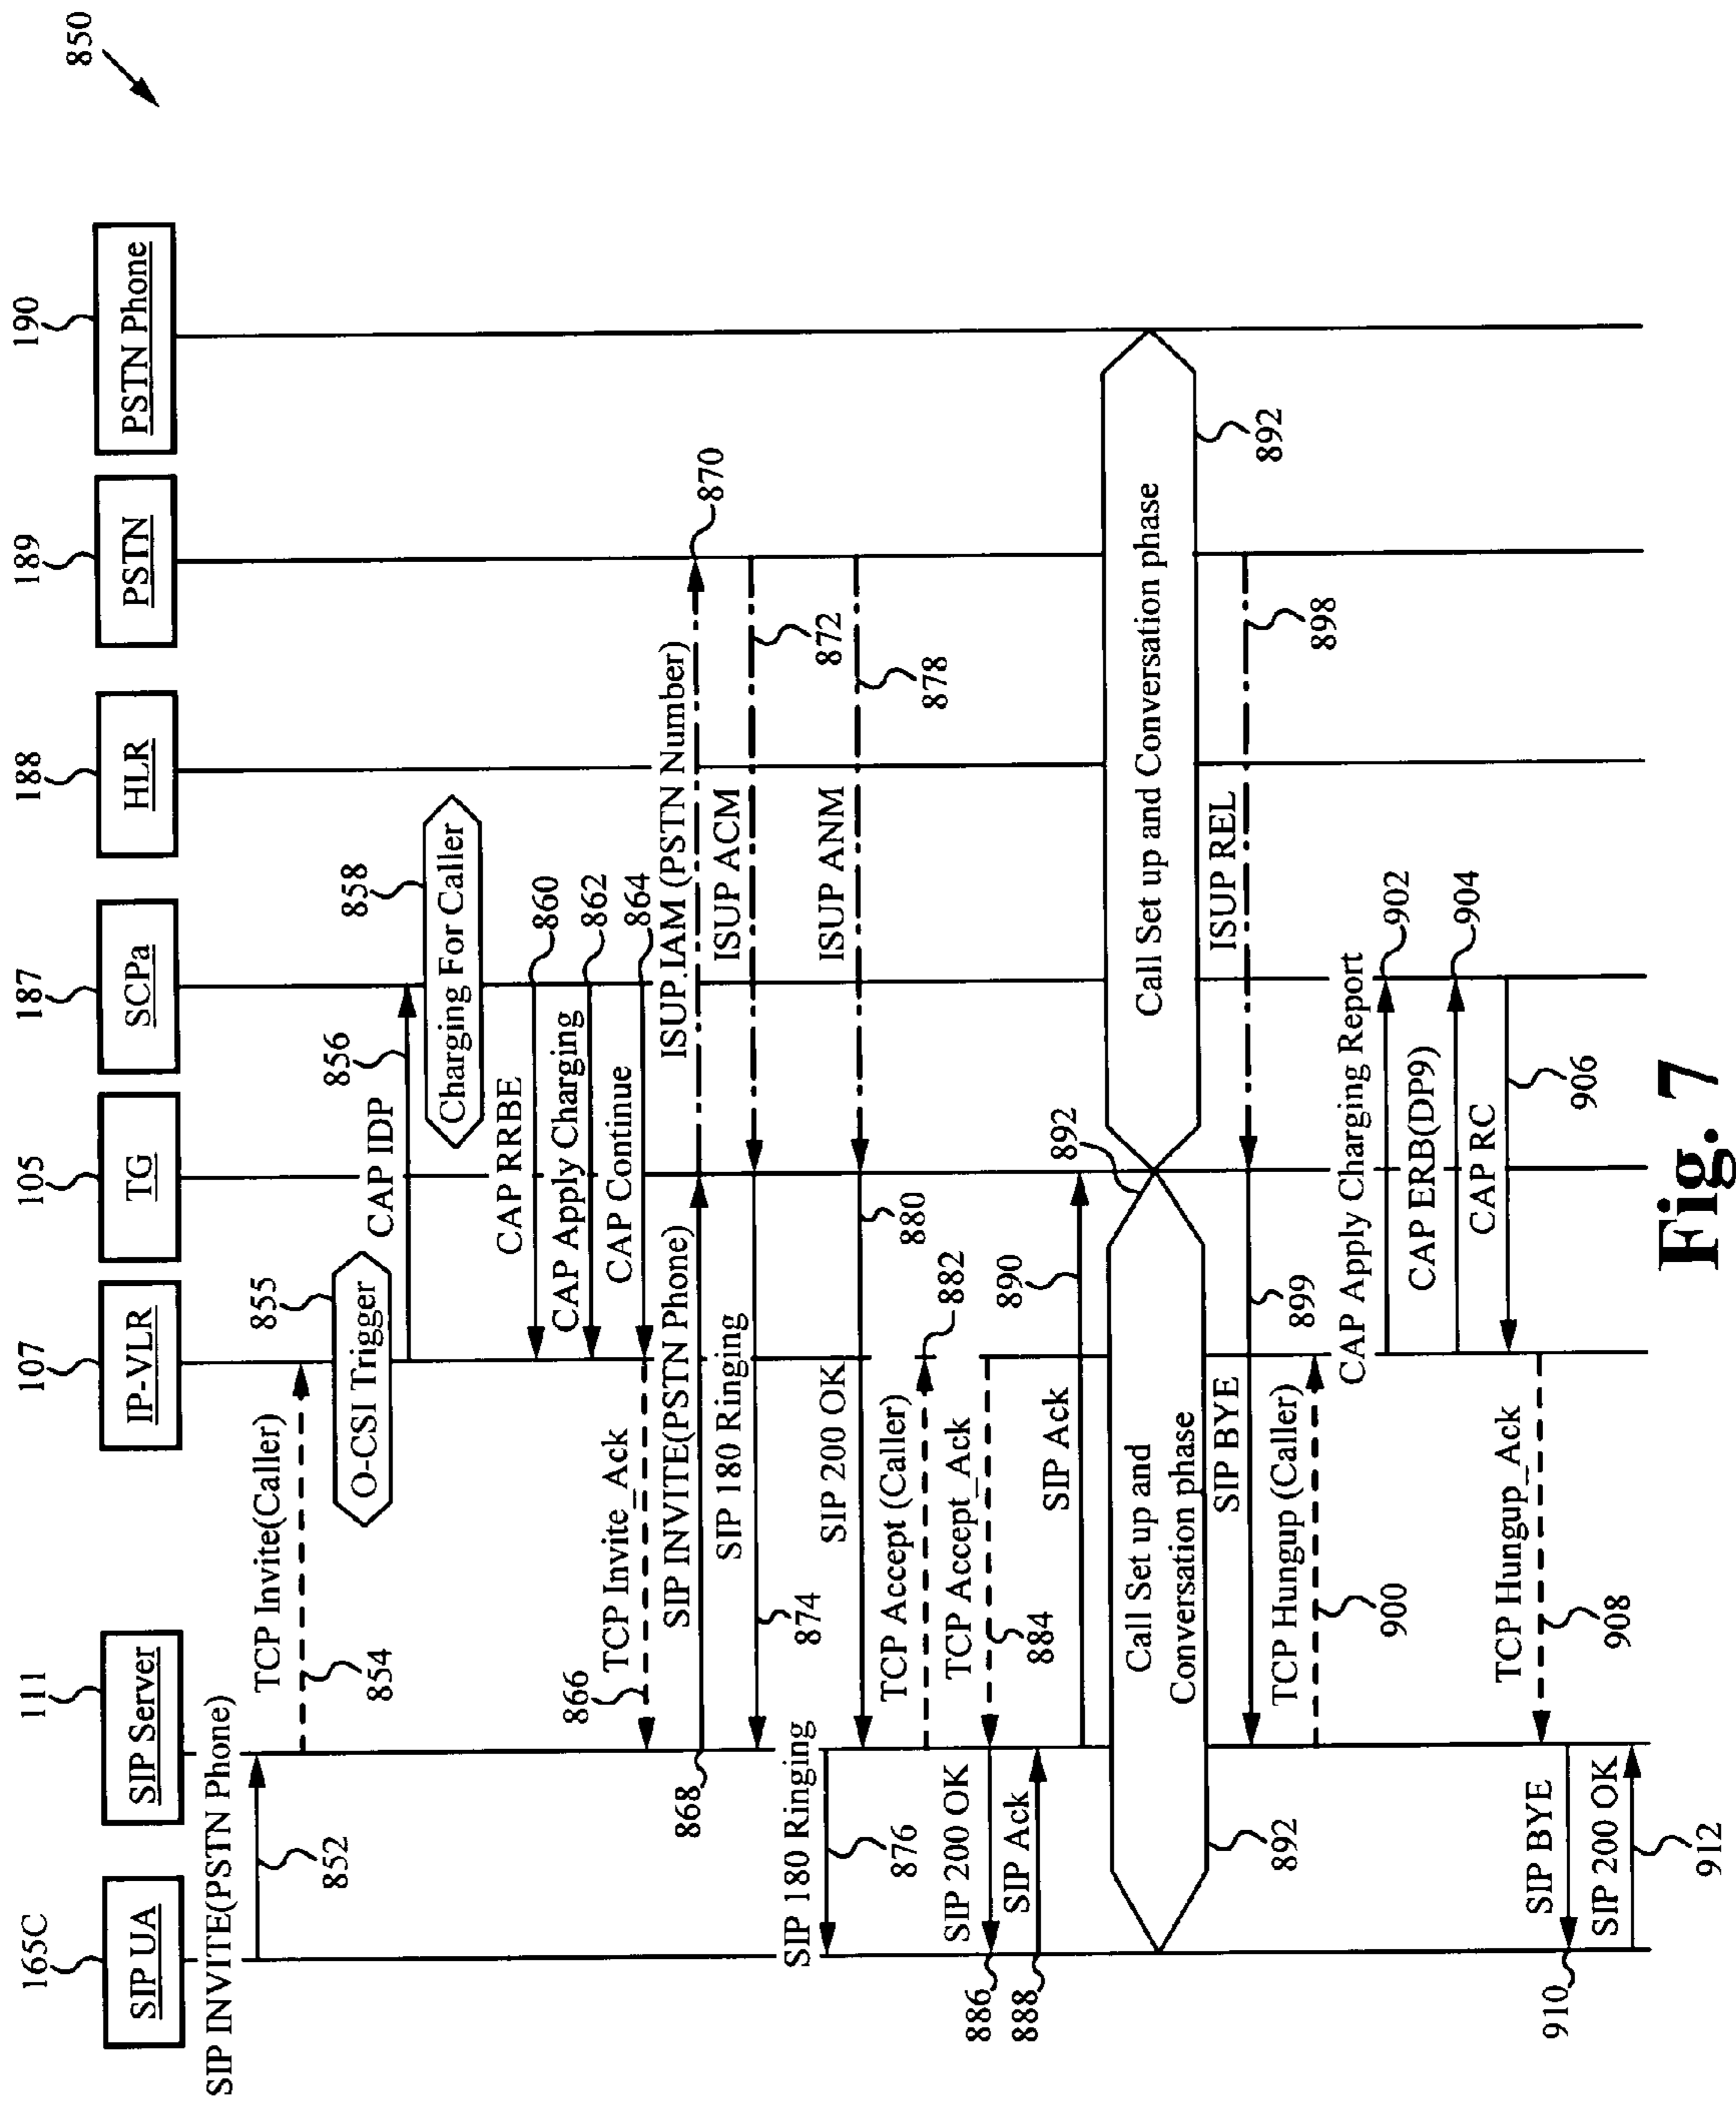 850
165C
111
107
105
187
188
189
190
SIP UA
SIP Server
IP-VLR
TG
SCPa
HLR
PSTN
PSTN Phone
SIP INVITE(PSTN Phone)
852
TCP Invite(Caller)
854
O-CSI Trigger
855
CAP IDP
856
Charging For Caller
858
CAP RRBE
860
CAP Apply Charging
862
CAP Continue
864
TCP Invite_Ack
866
SIP INVITE(PSTN Phone)
868
ISUP.IAM (PSTN Number)
870
ISUP ACM
872
SIP 180 Ringing
874
SIP 180 Ringing
876
ISUP ANM
878
SIP 200 OK
880
TCP Accept (Caller)
882
TCP Accept_Ack
884
SIP 200 OK
886
SIP Ack
888
SIP Ack
890
Call Set up and
Conversation phase
892
892
Call Set up and Conversation phase
892
ISUP REL
898
SIP BYE
899
TCP Hungup (Caller)
900
CAP Apply Charging Report
902
CAP ERB(DP9)
904
CAP RC
906
TCP Hungup_Ack
908
SIP BYE
910
SIP 200 OK
912
Fig. 7